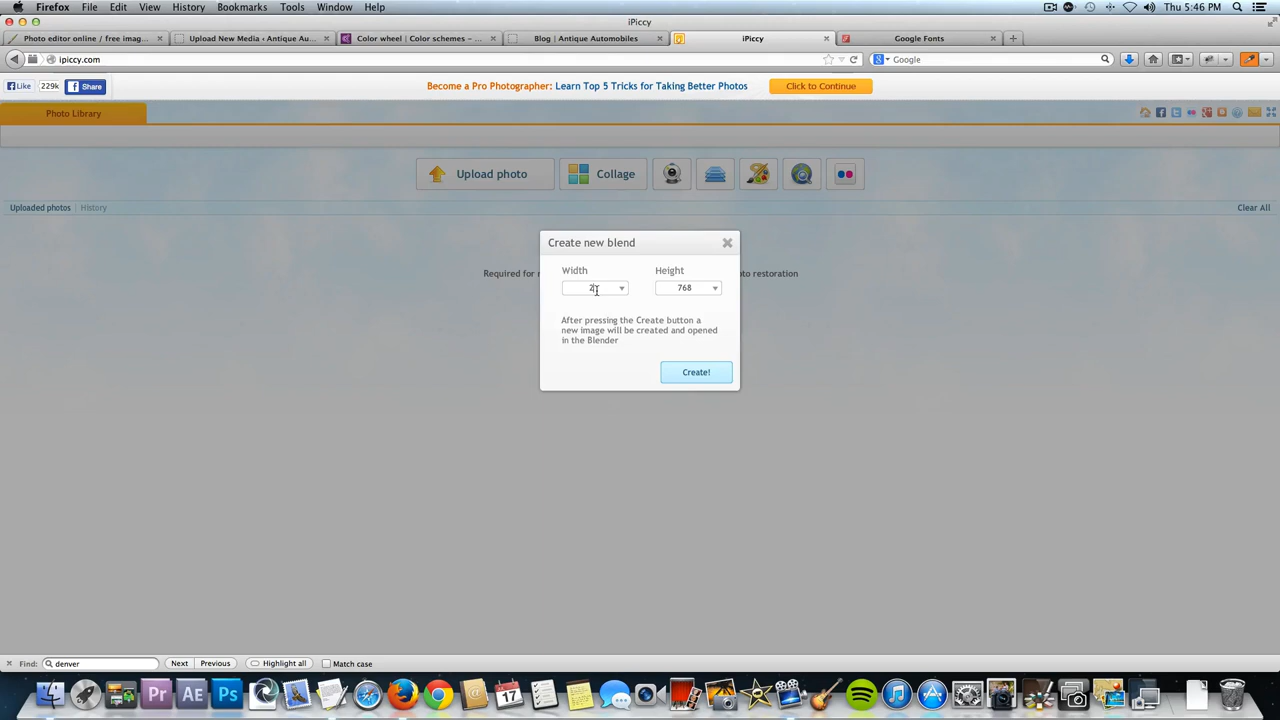 Firefox File Edit View History Bookmarks Tools Window Help Thu 5:46 PM
iPiccy
Photo editor online / free imag... Upload New Media ‹ Antique Au... Color wheel | Color schemes - ... Blog | Antique Automobiles iPiccy Google Fonts
ipiccy.com Google
Like 229k Share Become a Pro Photographer: Learn Top 5 Tricks for Taking Better Photos Click to Continue
Photo Library
Upload photo Collage
Uploaded photos | History Clear All
Create new blend
Required for oto restoration
Width Height
2 768
After pressing the Create button a
new image will be created and opened
in the Blender
Create!
Find: denver Next Previous Highlight all Match case
Pr AE Ps 17